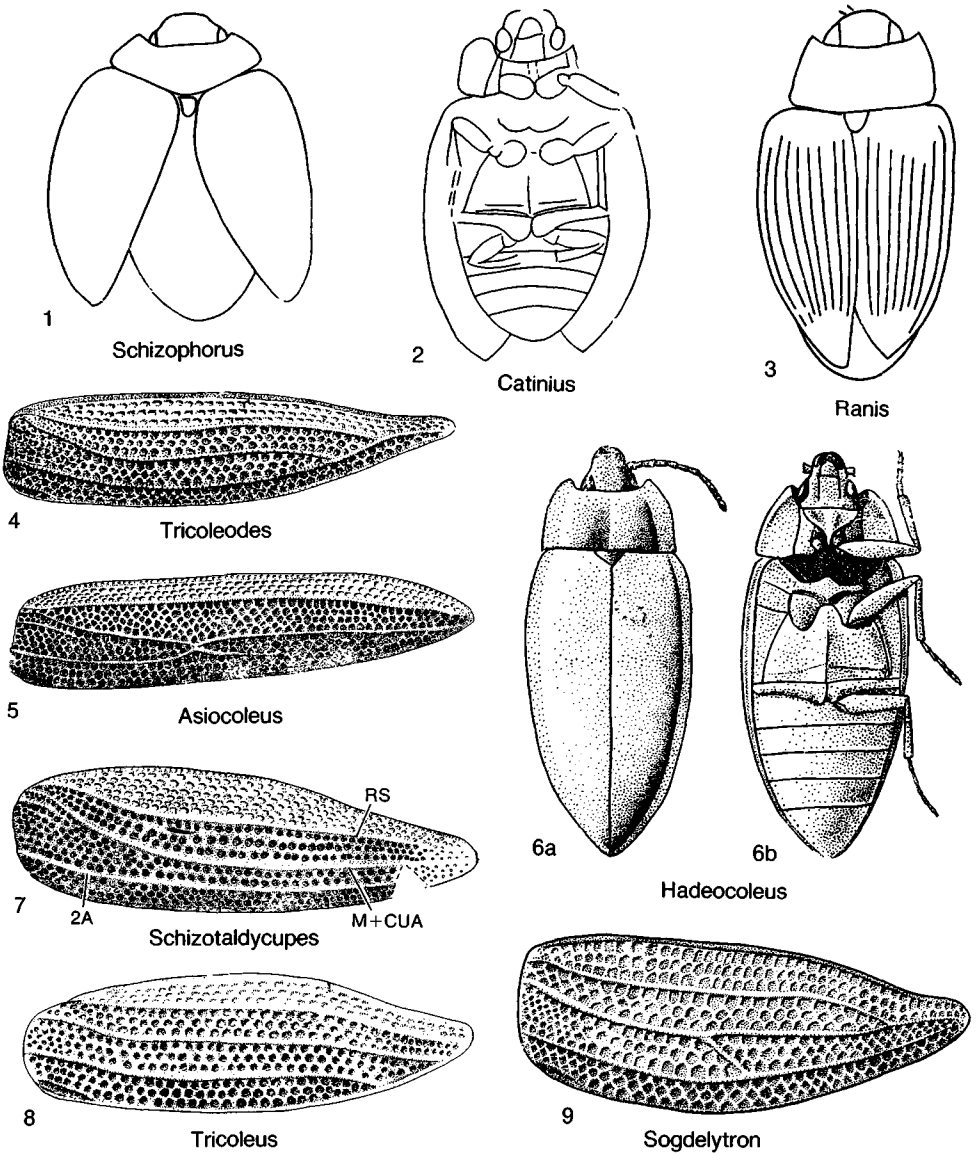 1
Schizophorus
2
Catinius
3
Ranis
4
Tricoleodes
5
Asiocoleus
6a
6b
Hadeocoleus
RS
7
2A
M+CUA
Schizotaldycupes
8
Tricoleus
9
Sogdelytron